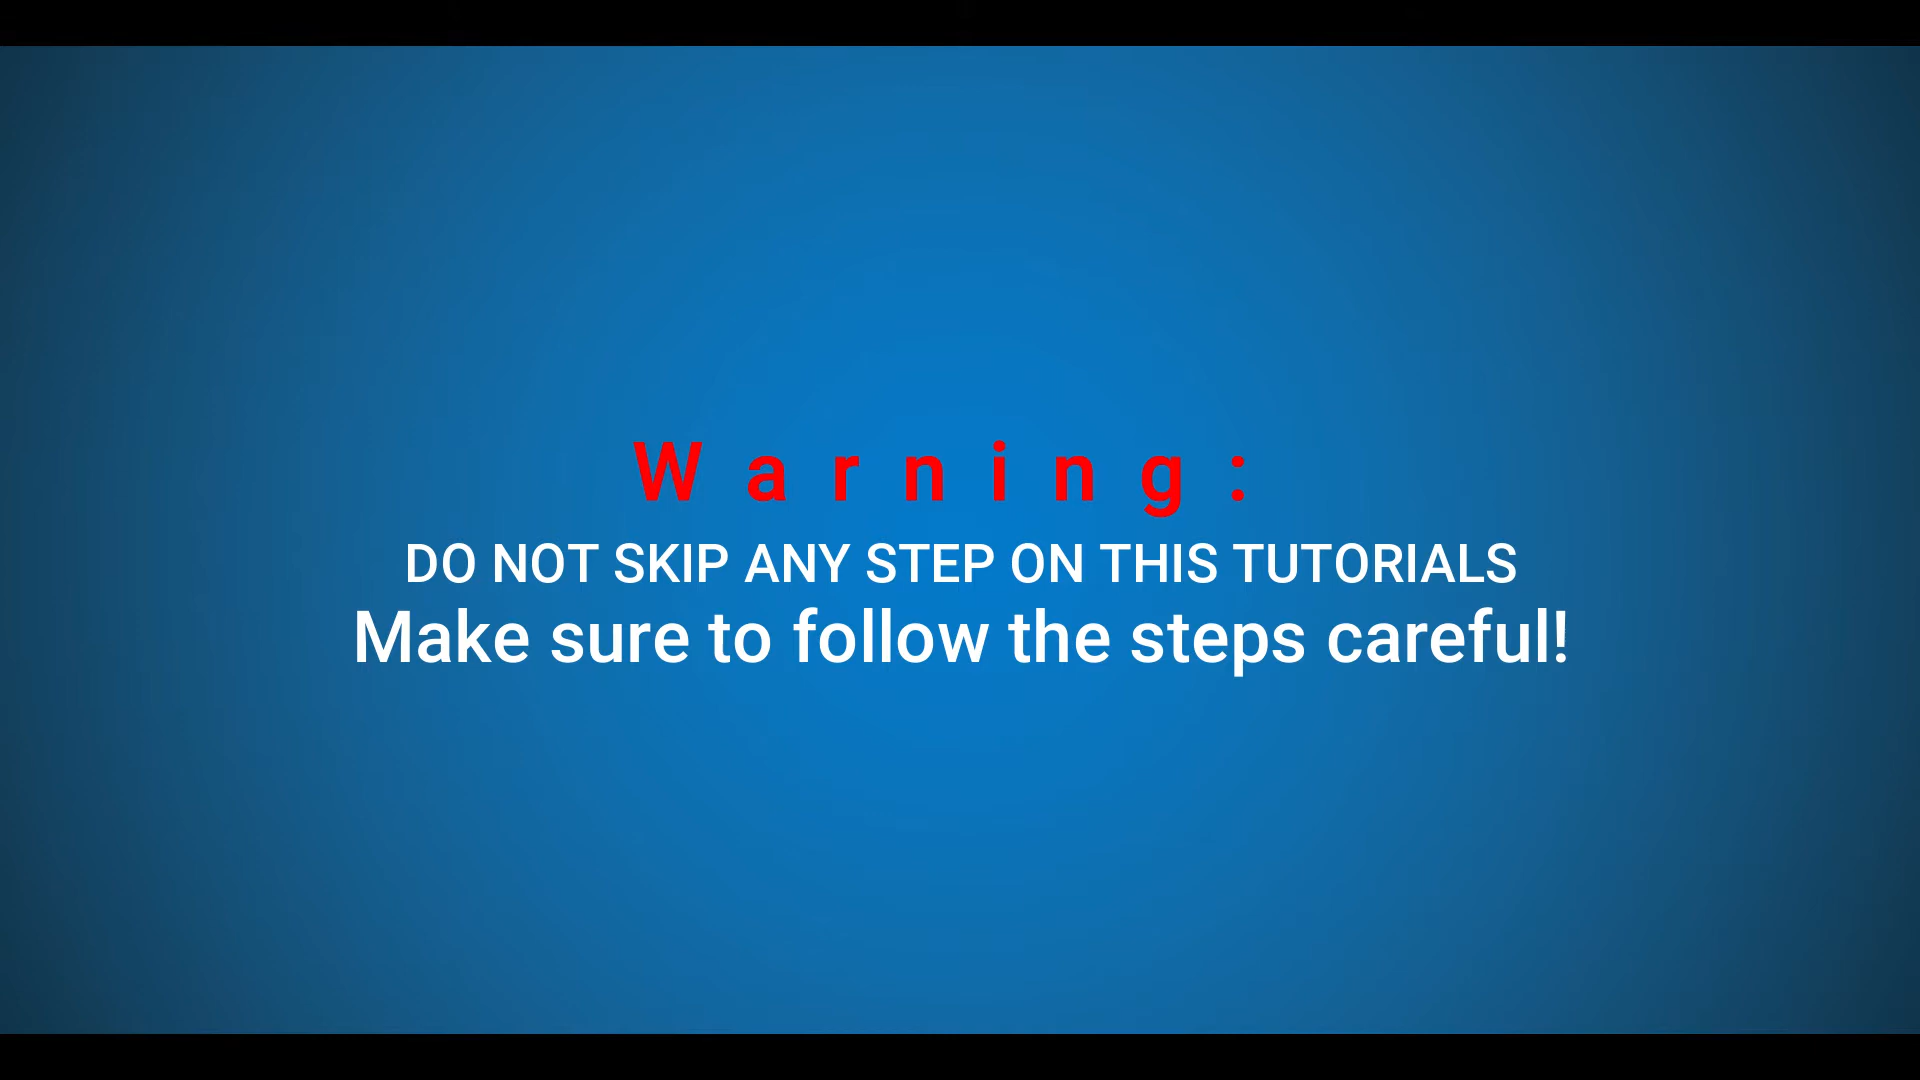 Warning:
DO NOT SKIP ANY STEP ON THIS TUTORIALS
Make sure to follow the steps careful!